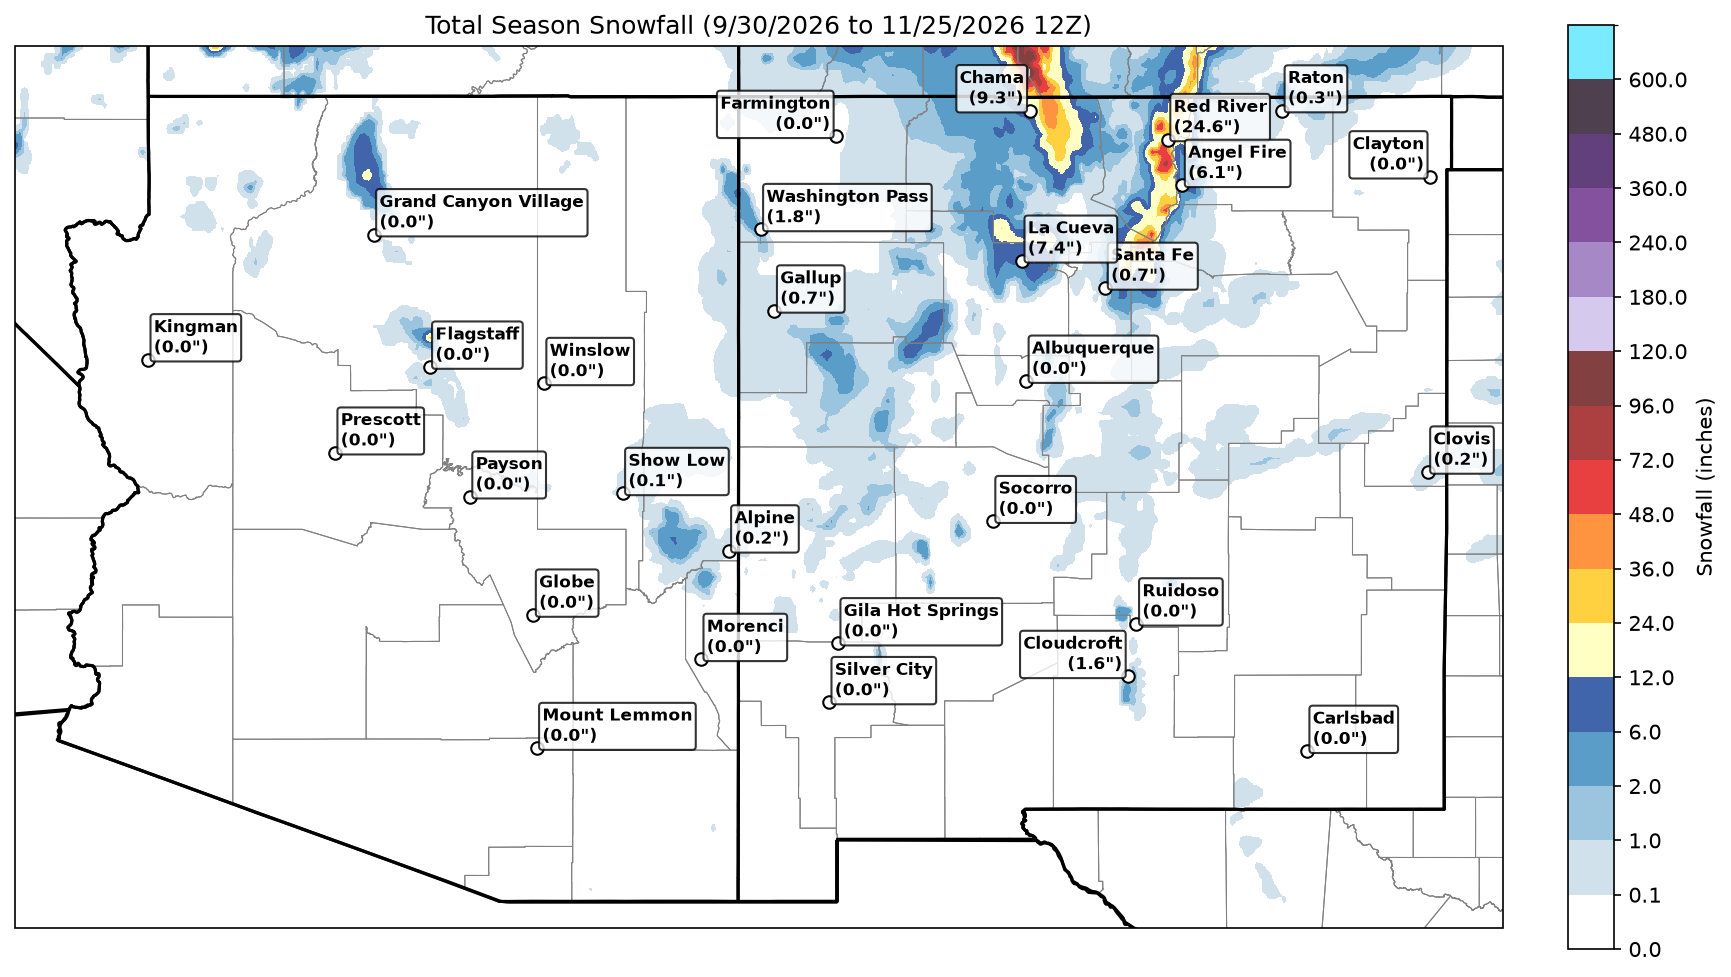 Total Season Snowfall (9/30/2026 to 11/25/2026 12Z)
Chama
(9.3")
Raton
(0.3")
Farmington
(0.0")
Red River
(24.6")
Angel Fire
(6.1")
Clayton
(0.0")
Grand Canyon Village
(0.0")
Washington Pass
(1.8")
La Cueva
(7.4")
Santa Fe
(0.7")
Gallup
(0.7")
Kingman
(0.0")
Flagstaff
(0.0")
Winslow
(0.0")
Albuquerque
(0.0")
Prescott
(0.0")
Payson
(0.0")
Show Low
(0.1")
Clovis
(0.2")
Socorro
(0.0")
Alpine
(0.2")
Globe
(0.0")
Ruidoso
(0.0")
Gila Hot Springs
(0.0")
Morenci
(0.0")
Cloudcroft
(1.6")
Silver City
(0.0")
Mount Lemmon
(0.0")
Carlsbad
(0.0")
600.0
480.0
360.0
240.0
180.0
120.0
96.0
72.0
48.0
36.0
24.0
12.0
6.0
2.0
1.0
0.1
0.0
Snowfall (inches)